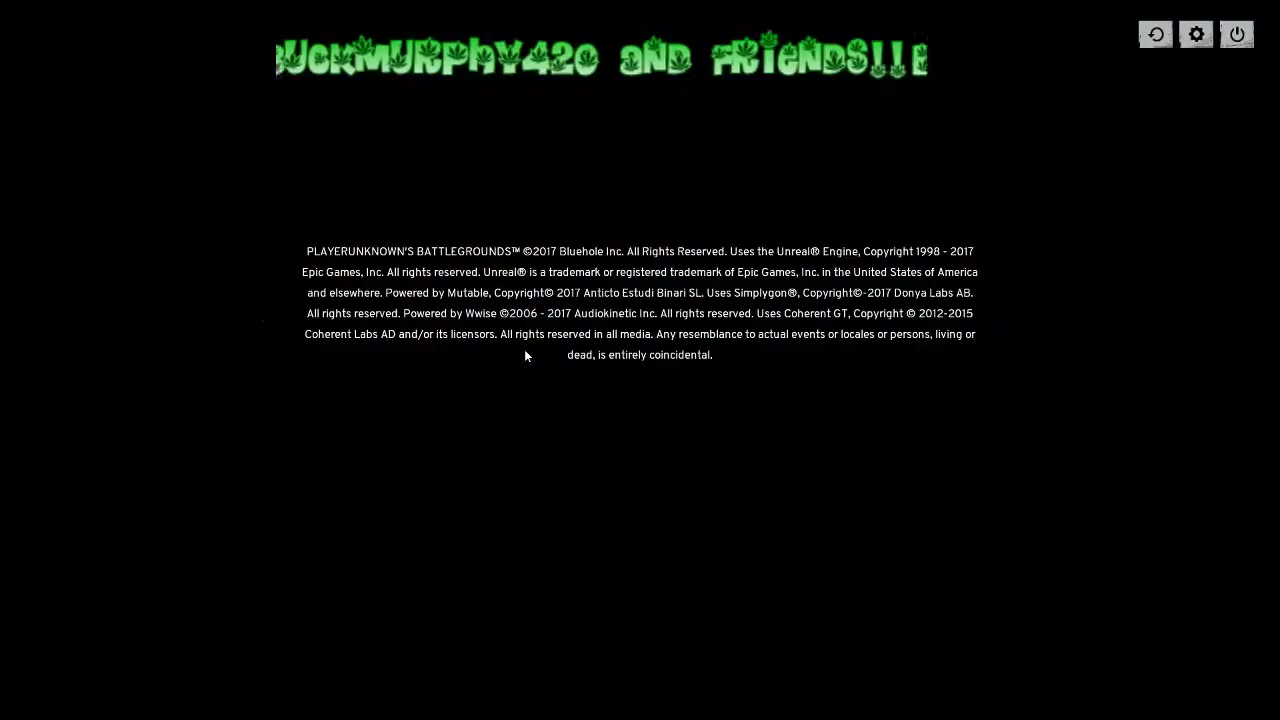 BUCKMURPHY420 AND FRIENDS!!!
PLAYERUNKNOWN'S BATTLEGROUNDS™ ©2017 Bluehole Inc. All Rights Reserved. Uses the Unreal® Engine, Copyright 1998 - 2017
Epic Games, Inc. All rights reserved. Unreal® is a trademark or registered trademark of Epic Games, Inc. in the United States of America
and elsewhere. Powered by Mutable, Copyright© 2017 Anticto Estudi Binari SL. Uses Simplygon®, Copyright©-2017 Donya Labs AB.
All rights reserved. Powered by Wwise ©2006 - 2017 Audiokinetic Inc. All rights reserved. Uses Coherent GT, Copyright © 2012-2015
Coherent Labs AD and/or its licensors. All rights reserved in all media. Any resemblance to actual events or locales or persons, living or
dead, is entirely coincidental.